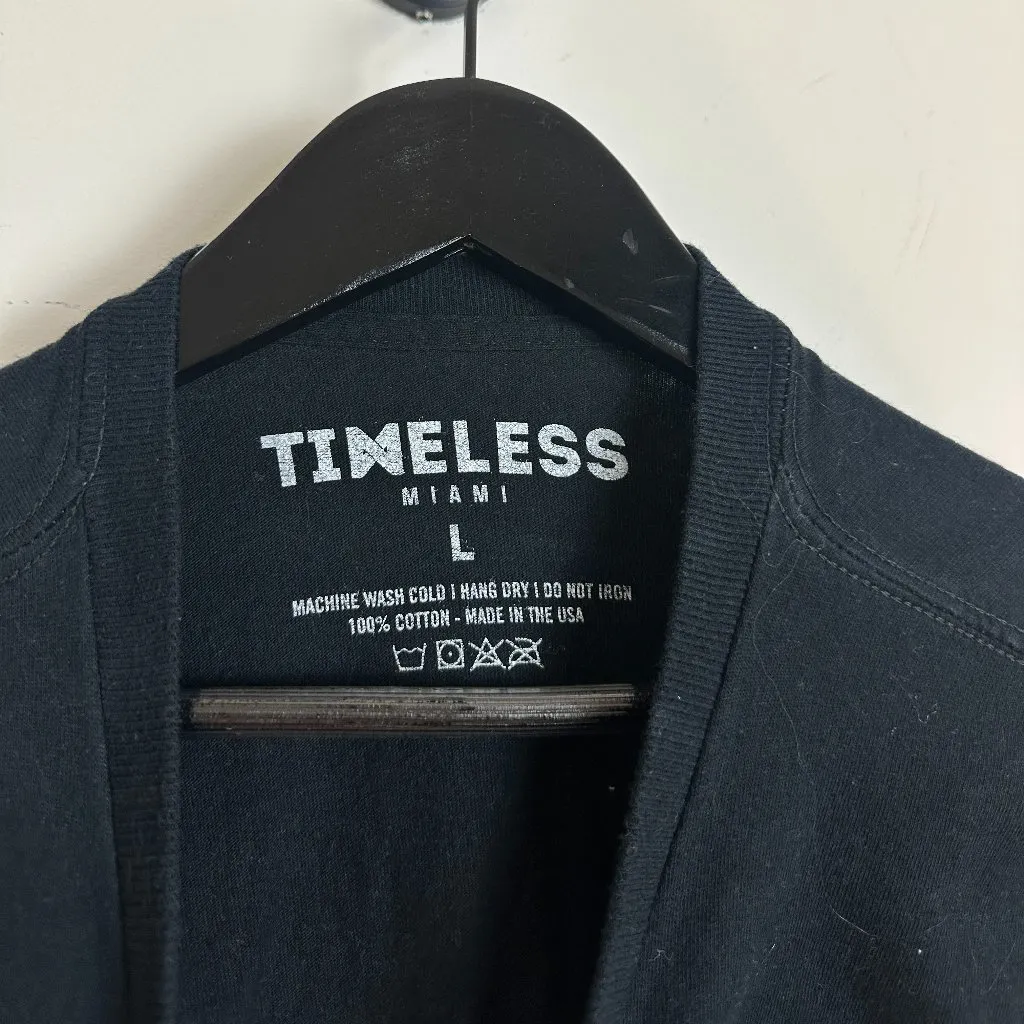 TIMELESS
MIAMI
L
MACHINE WASH COLD | HANG DRY | DO NOT IRON
100% COTTON - MADE IN THE USA